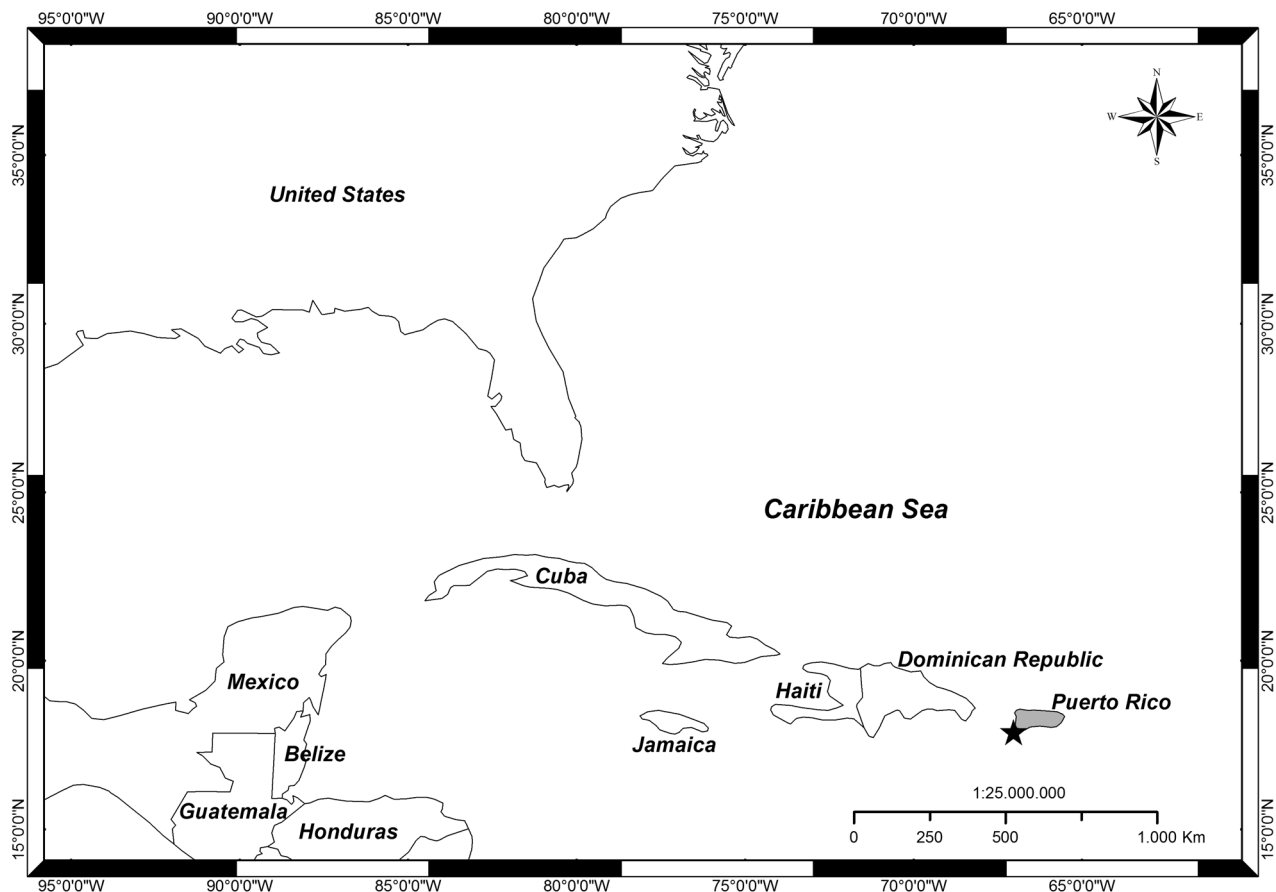 95°0'0"W 90°0'0"W 85°0'0"W 80°0'0"W 75°0'0"W 70°0'0"W 65°0'0"W
N
W E
S
35°0'0"N 35°0'0"N
United States
30°0'0"N 30°0'0"N
25°0'0"N 25°0'0"N
Caribbean Sea
Cuba
20°0'0"N 20°0'0"N
Dominican Republic
Mexico
Haiti
Puerto Rico
Jamaica
Belize
1:25.000.000
Guatemala
Honduras
15°0'0"N 15°0'0"N
0 250 500 1.000 Km
95°0'0"W 90°0'0"W 85°0'0"W 80°0'0"W 75°0'0"W 70°0'0"W 65°0'0"W